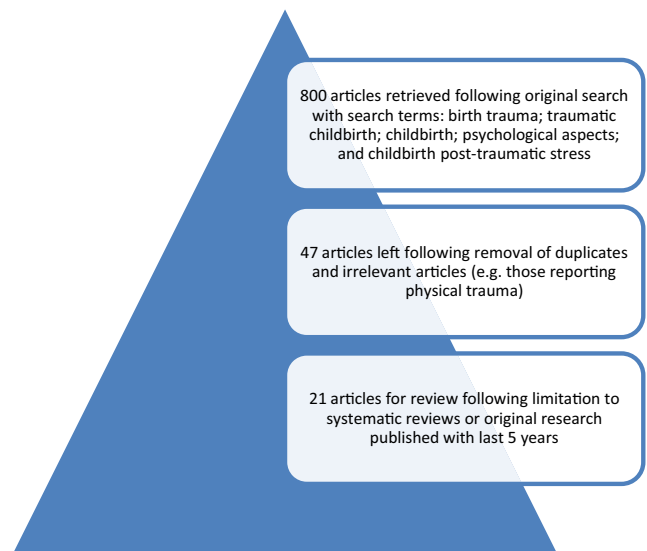 800 articles retrieved following original search
with search terms: birth trauma; traumatic
childbirth; childbirth; psychological aspects;
and childbirth post-traumatic stress
47 articles left following removal of duplicates
and irrelevant articles (e.g. those reporting
physical trauma)
21 articles for review following limitation to
systematic reviews or original research
published with last 5 years